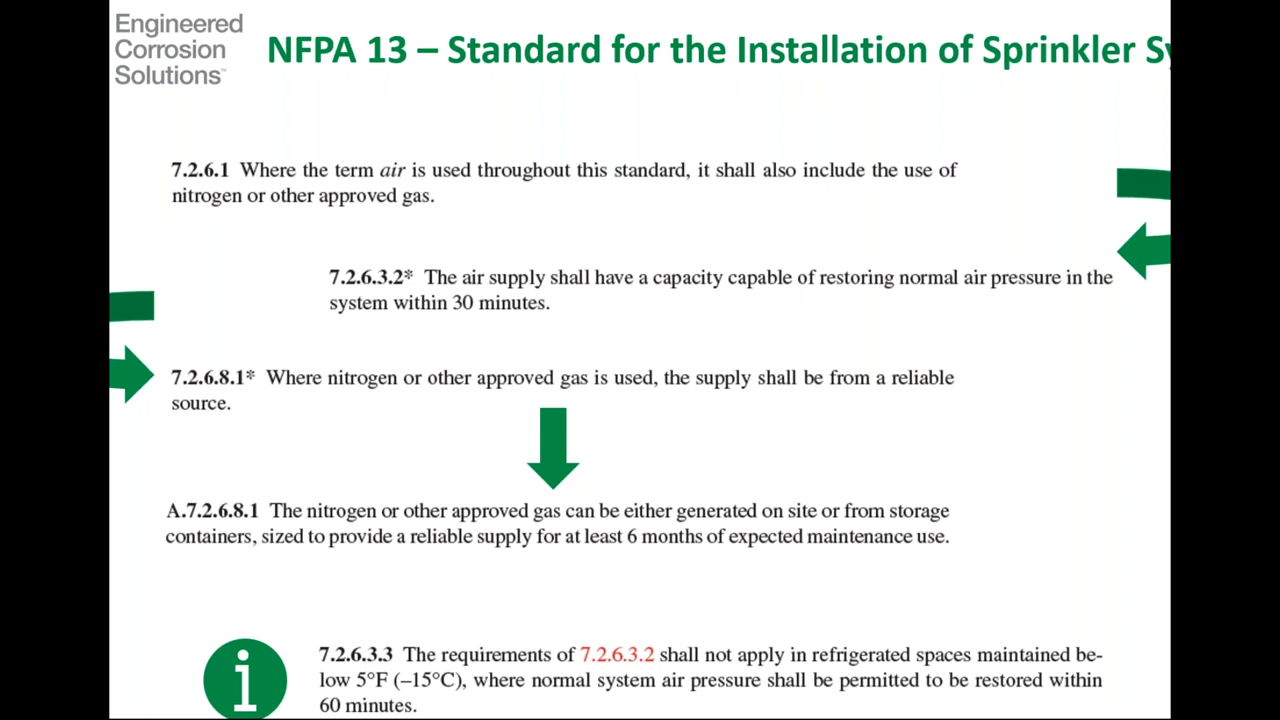 Engineered
Corrosion
Solutions™
NFPA 13 – Standard for the Installation of Sprinkler Sy
7.2.6.1 Where the term air is used throughout this standard, it shall also include the use of
nitrogen or other approved gas.
7.2.6.3.2* The air supply shall have a capacity capable of restoring normal air pressure in the
system within 30 minutes.
7.2.6.8.1* Where nitrogen or other approved gas is used, the supply shall be from a reliable
source.
A.7.2.6.8.1 The nitrogen or other approved gas can be either generated on site or from storage
containers, sized to provide a reliable supply for at least 6 months of expected maintenance use.
7.2.6.3.3 The requirements of 7.2.6.3.2 shall not apply in refrigerated spaces maintained be-
low 5°F (–15°C), where normal system air pressure shall be permitted to be restored within
60 minutes.